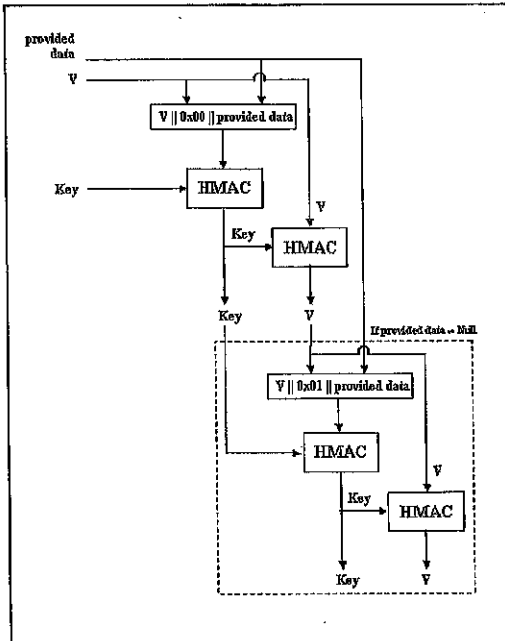 provided
data
V
V || 0x00 || provided data
Key
HMAC
V
Key
HMAC
Key
V
If provided data ≠ Null
V || 0x01 || provided data
HMAC
V
Key
HMAC
Key
V